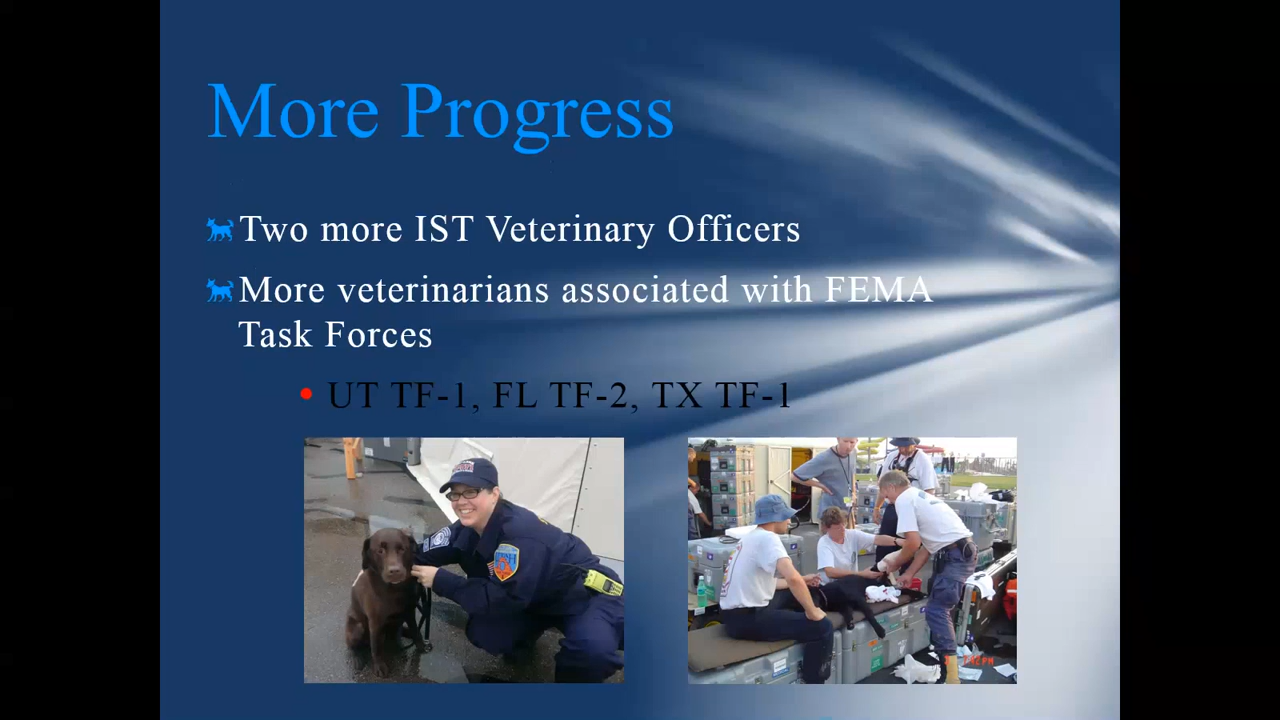 More Progress
Two more IST Veterinary Officers
More veterinarians associated with FEMA
Task Forces
• UT TF-1, FL TF-2, TX TF-1